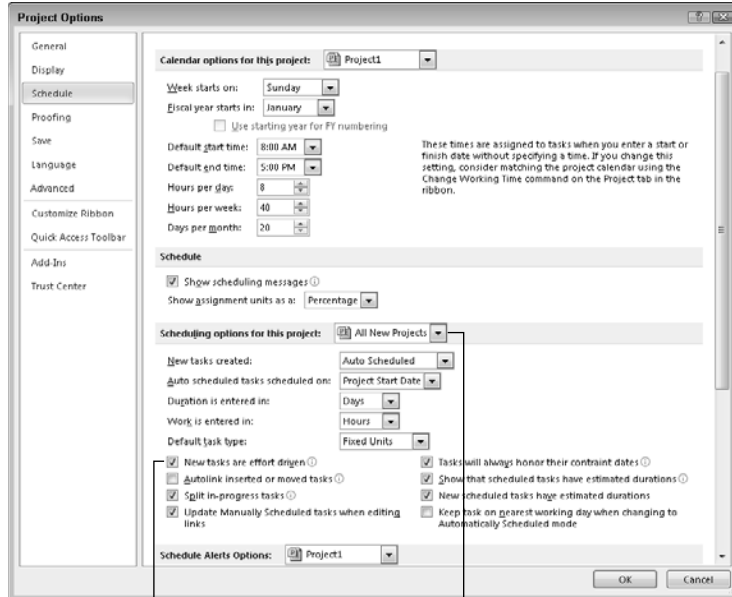 Project Options
General
Display
Schedule
Proofing
Save
Language
Advanced
Customize Ribbon
Quick Access Toolbar
Add-Ins
Trust Center
Calendar options for this project: Project1
Week starts on: Sunday
Fiscal year starts in: January
Use starting year for FY numbering
Default start time: 8:00 AM
Default end time: 5:00 PM
Hours per day: 8
Hours per week: 40
Days per month: 20
These times are assigned to tasks when you enter a start or
finish date without specifying a time. If you change this
setting, consider matching the project calendar using the
Change Working Time command on the Project tab in the
ribbon.
Schedule
Show scheduling messages
Show assignment units as a: Percentage
Scheduling options for this project: All New Projects
New tasks created: Auto Scheduled
Auto scheduled tasks scheduled on: Project Start Date
Duration is entered in: Days
Work is entered in: Hours
Default task type: Fixed Units
New tasks are effort driven
Autolink inserted or moved tasks
Split in-progress tasks
Update Manually Scheduled tasks when editing
links
Tasks will always honor their contraint dates
Show that scheduled tasks have estimated durations
New scheduled tasks have estimated durations
Keep task on nearest working day when changing to
Automatically Scheduled mode
Schedule Alerts Options: Project1
OK Cancel